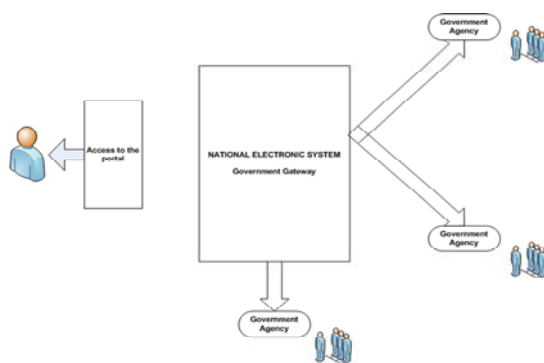 Government
Agency
Access to the
portal
NATIONAL ELECTRONIC SYSTEM
Government Gateway
Government
Agency
Government
Agency